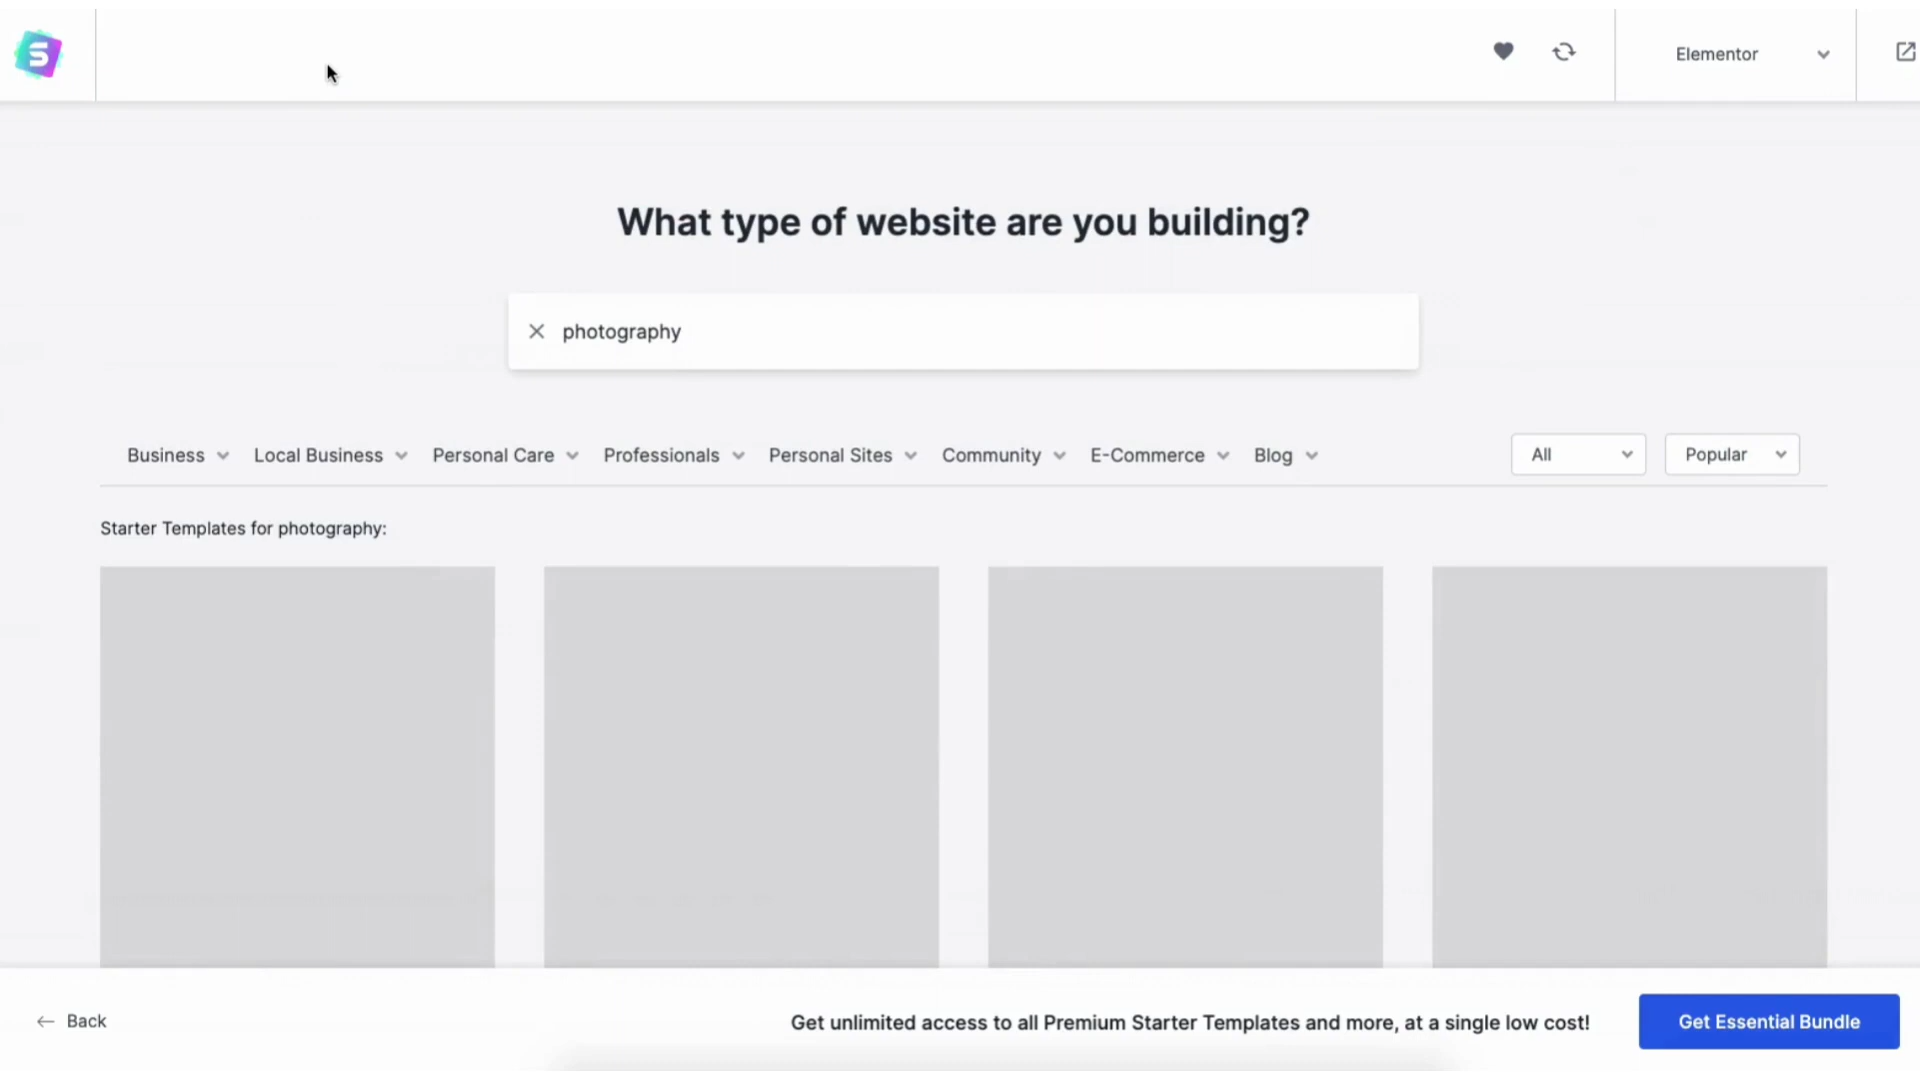 S
Elementor
What type of website are you building?
photography
Business Local Business Personal Care Professionals Personal Sites Community E-Commerce Blog All Popular
Starter Templates for photography:
Back Get unlimited access to all Premium Starter Templates and more, at a single low cost! Get Essential Bundle